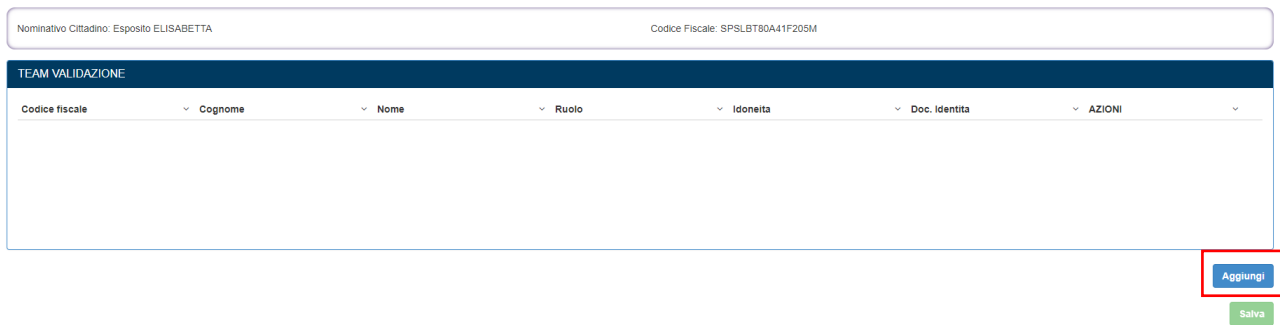 Nominativo Cittadino: Esposito ELISABETTA Codice Fiscale: SPSLBT80A41F205M
TEAM VALIDAZIONE
Codice fiscale Cognome Nome Ruolo Idoneita Doc. Identita AZIONI
Aggiungi
Salva